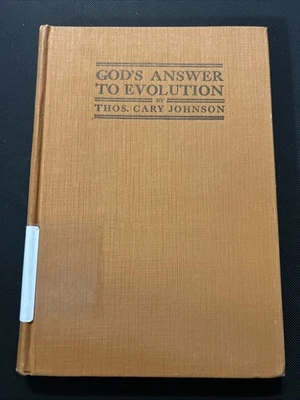 GOD'S ANSWER
TO EVOLUTION
BY
THOS. CARY JOHNSON